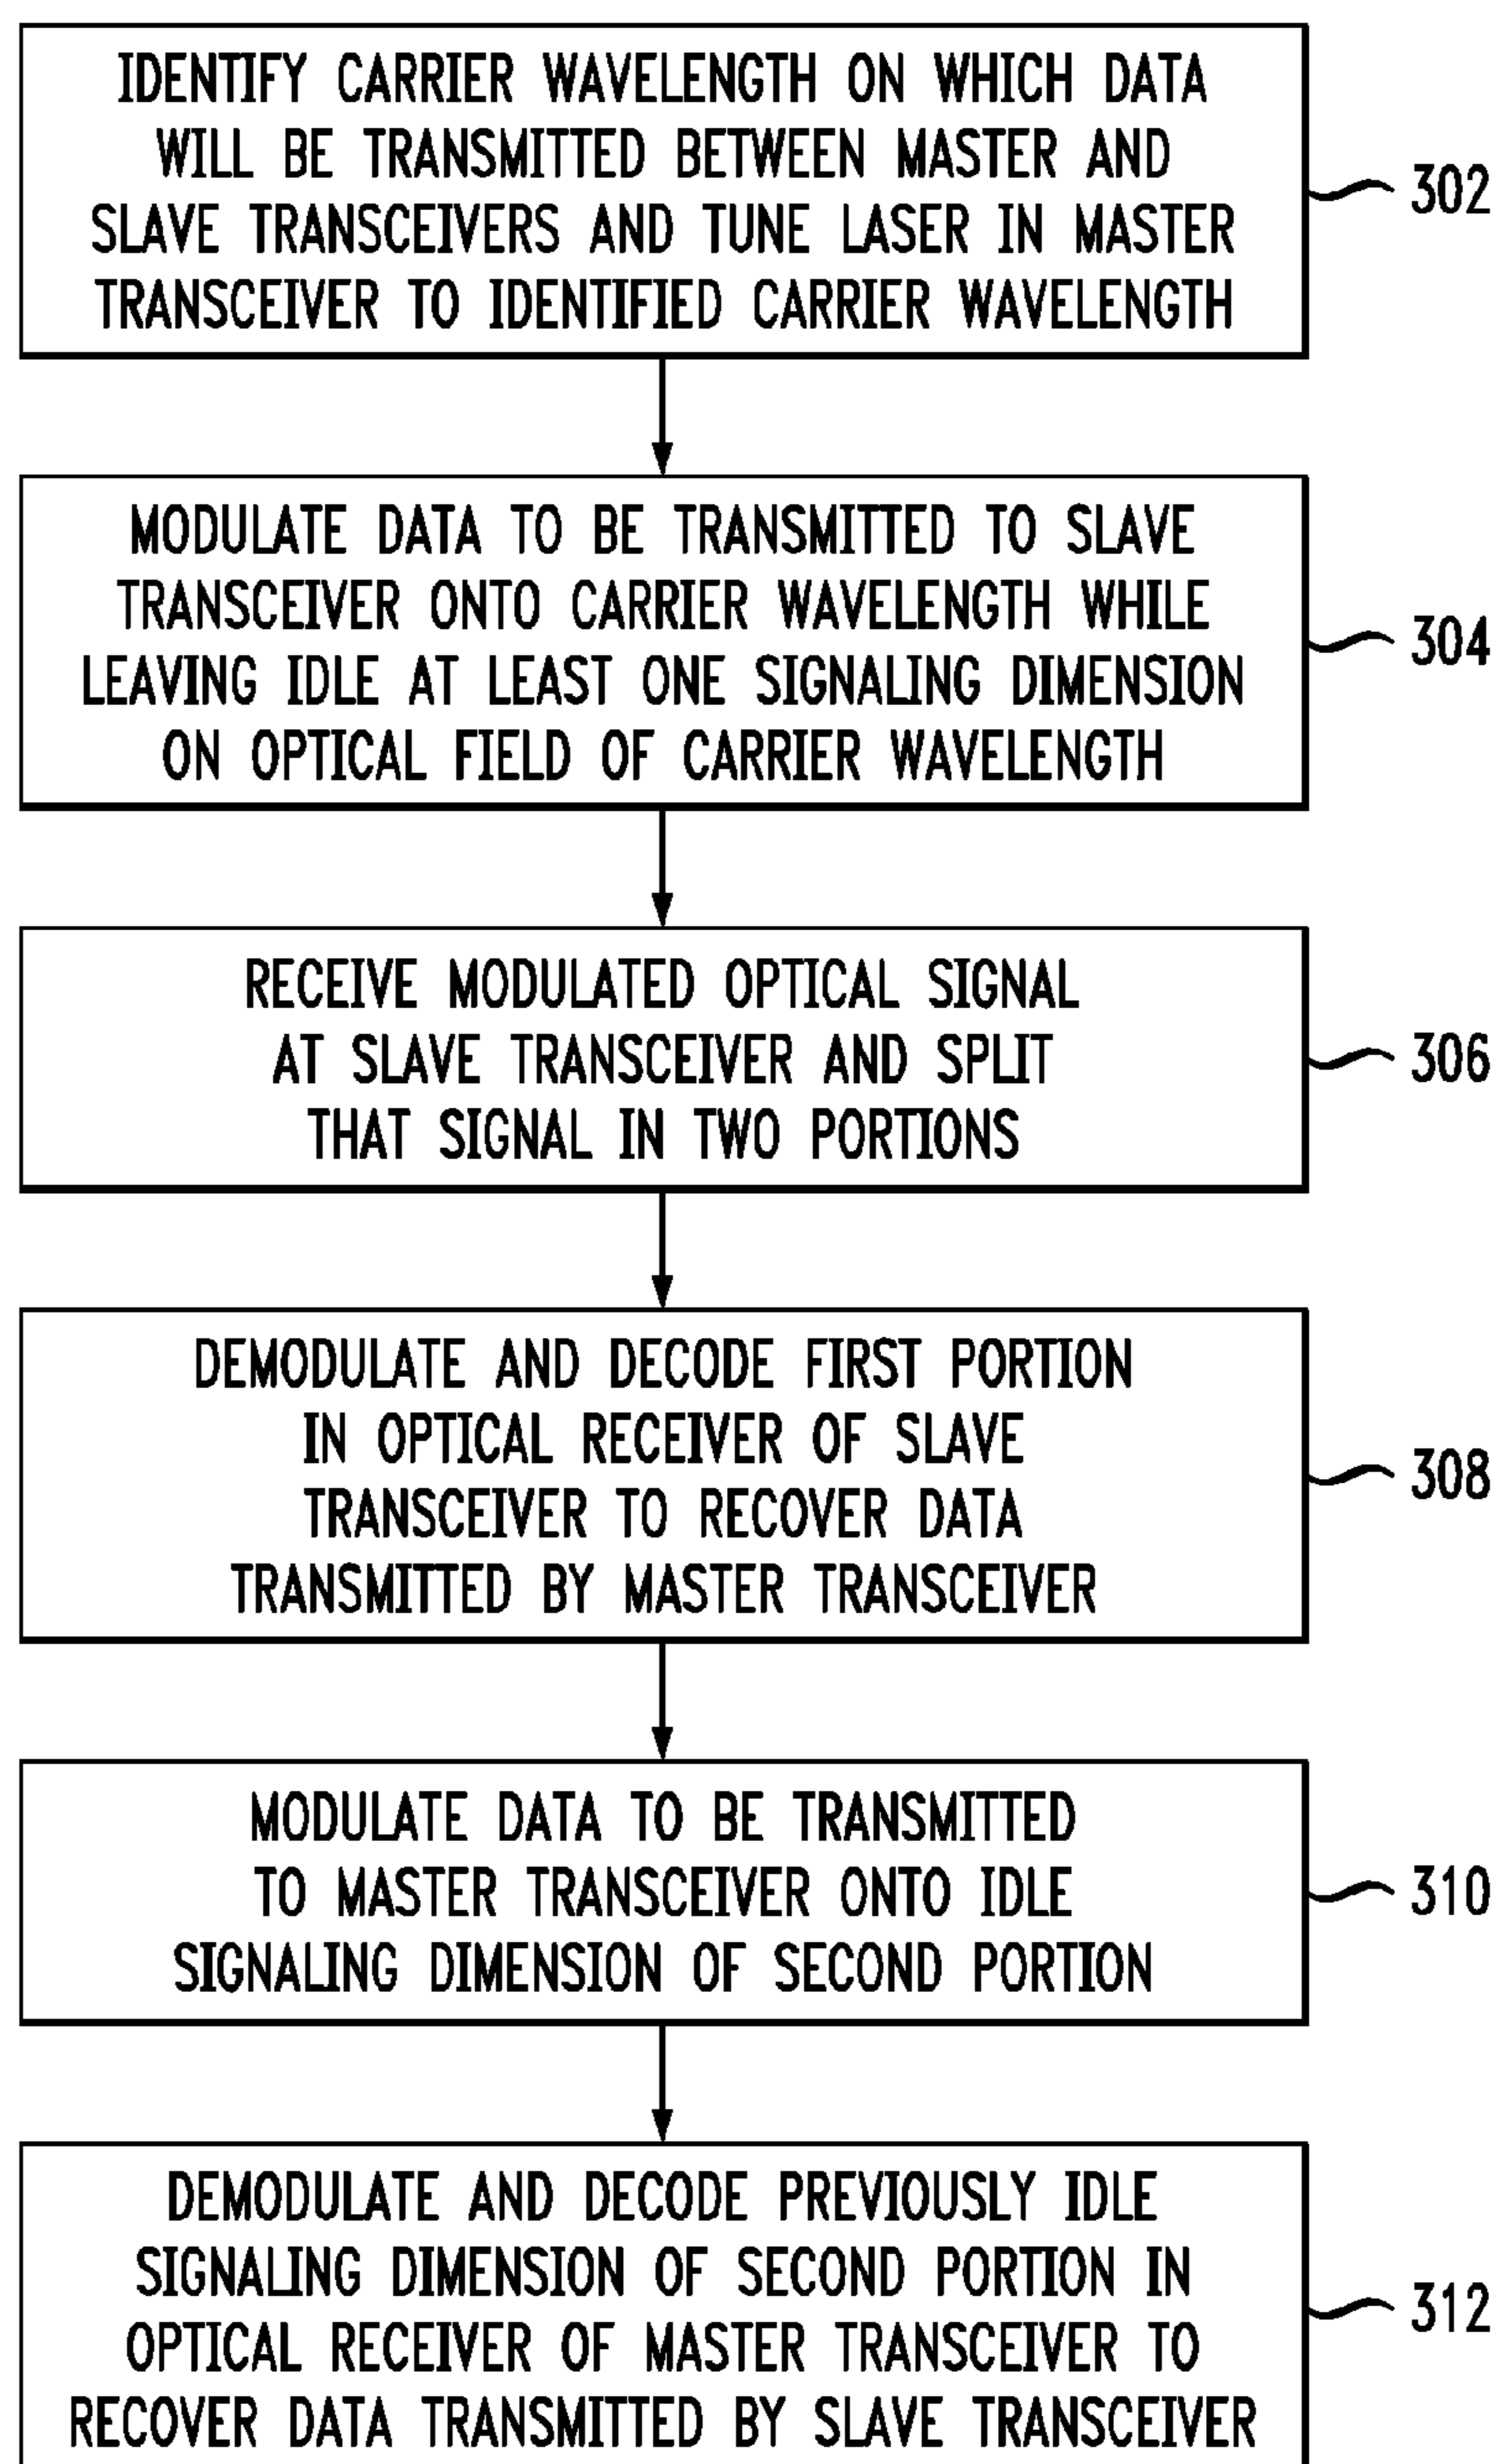 IDENTIFY CARRIER WAVELENGTH ON WHICH DATA
WILL BE TRANSMITTED BETWEEN MASTER AND
SLAVE TRANSCEIVERS AND TUNE LASER IN MASTER
TRANSCEIVER TO IDENTIFIED CARRIER WAVELENGTH
302
MODULATE DATA TO BE TRANSMITTED TO SLAVE
TRANSCEIVER ONTO CARRIER WAVELENGTH WHILE
LEAVING IDLE AT LEAST ONE SIGNALING DIMENSION
ON OPTICAL FIELD OF CARRIER WAVELENGTH
304
RECEIVE MODULATED OPTICAL SIGNAL
AT SLAVE TRANSCEIVER AND SPLIT
THAT SIGNAL IN TWO PORTIONS
306
DEMODULATE AND DECODE FIRST PORTION
IN OPTICAL RECEIVER OF SLAVE
TRANSCEIVER TO RECOVER DATA
TRANSMITTED BY MASTER TRANSCEIVER
308
MODULATE DATA TO BE TRANSMITTED
TO MASTER TRANSCEIVER ONTO IDLE
SIGNALING DIMENSION OF SECOND PORTION
310
DEMODULATE AND DECODE PREVIOUSLY IDLE
SIGNALING DIMENSION OF SECOND PORTION IN
OPTICAL RECEIVER OF MASTER TRANSCEIVER TO
RECOVER DATA TRANSMITTED BY SLAVE TRANSCEIVER
312